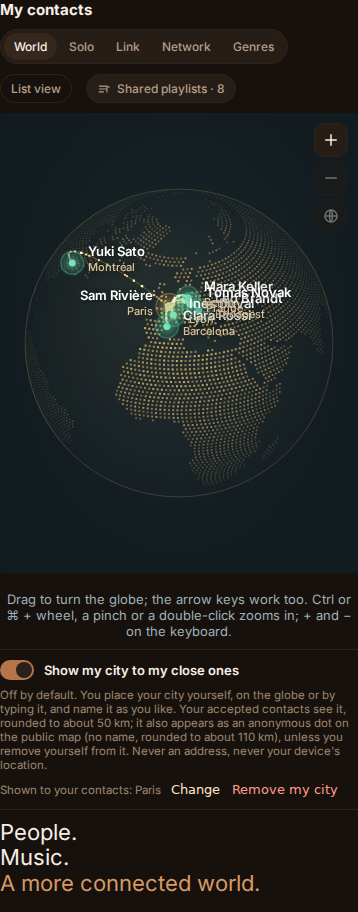 My contacts
World Solo Link Network Genres
List view Shared playlists · 8
Yuki Sato
Montréal
Mara Keller
Sam Rivière
Paris
Clara Rossi
Barcelona
Drag to turn the globe; the arrow keys work too. Ctrl or
⌘ + wheel, a pinch or a double-click zooms in; + and −
on the keyboard.
Show my city to my close ones
Off by default. You place your city yourself, on the globe or by
typing it, and name it as you like. Your accepted contacts see it,
rounded to about 50 km; it also appears as an anonymous dot on
the public map (no name, rounded to about 110 km), unless you
remove yourself from it. Never an address, never your device's
location.
Shown to your contacts: Paris Change Remove my city
People.
Music.
A more connected world.